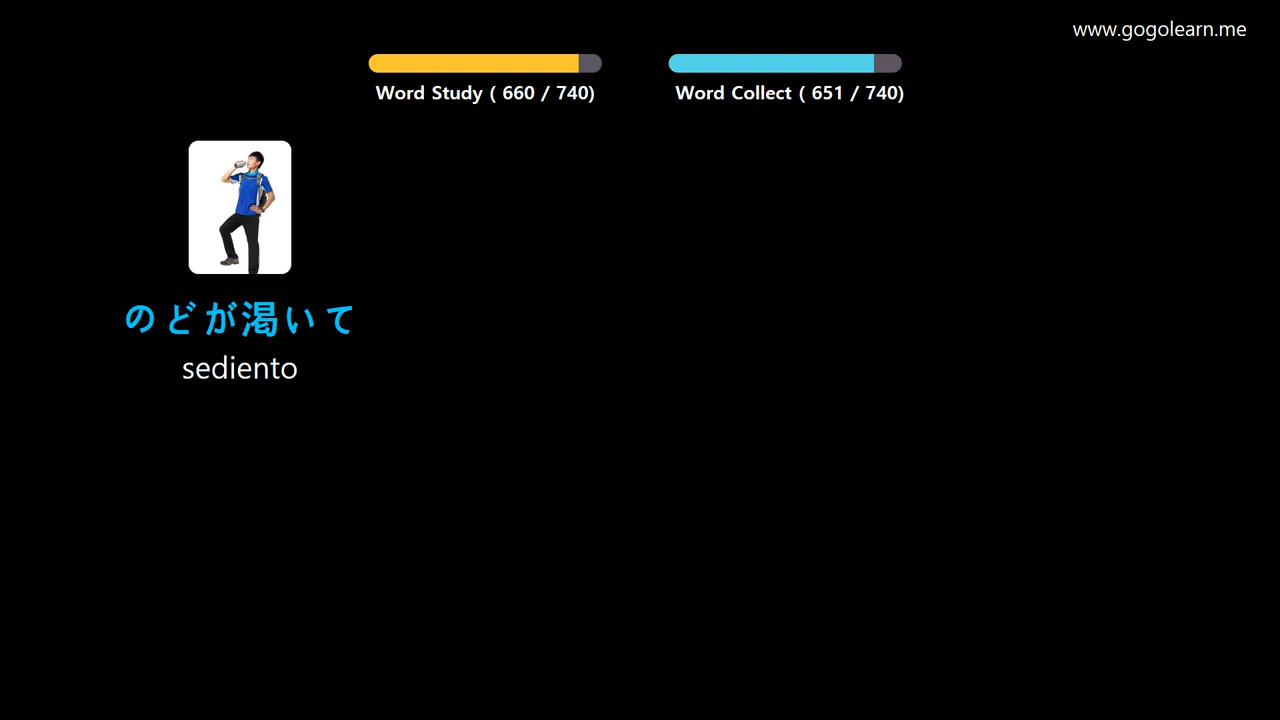 www.gogolearn.me
Word Study ( 660 / 740)
Word Collect ( 651 / 740)
のどが渇いて
sediento